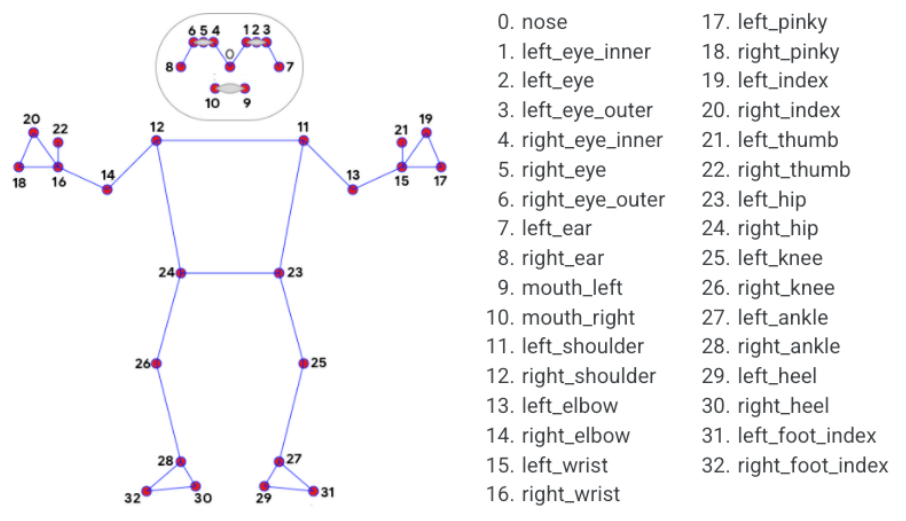 6 5 4 1 2 3
0
8 7
10 9
20 22 12 11 21 19
18 16 14 13 15 17
24 23
26 25
28 27
32 30 29 31
0. nose
1. left_eye_inner
2. left_eye
3. left_eye_outer
4. right_eye_inner
5. right_eye
6. right_eye_outer
7. left_ear
8. right_ear
9. mouth_left
10. mouth_right
11. left_shoulder
12. right_shoulder
13. left_elbow
14. right_elbow
15. left_wrist
16. right_wrist
17. left_pinky
18. right_pinky
19. left_index
20. right_index
21. left_thumb
22. right_thumb
23. left_hip
24. right_hip
25. left_knee
26. right_knee
27. left_ankle
28. right_ankle
29. left_heel
30. right_heel
31. left_foot_index
32. right_foot_index